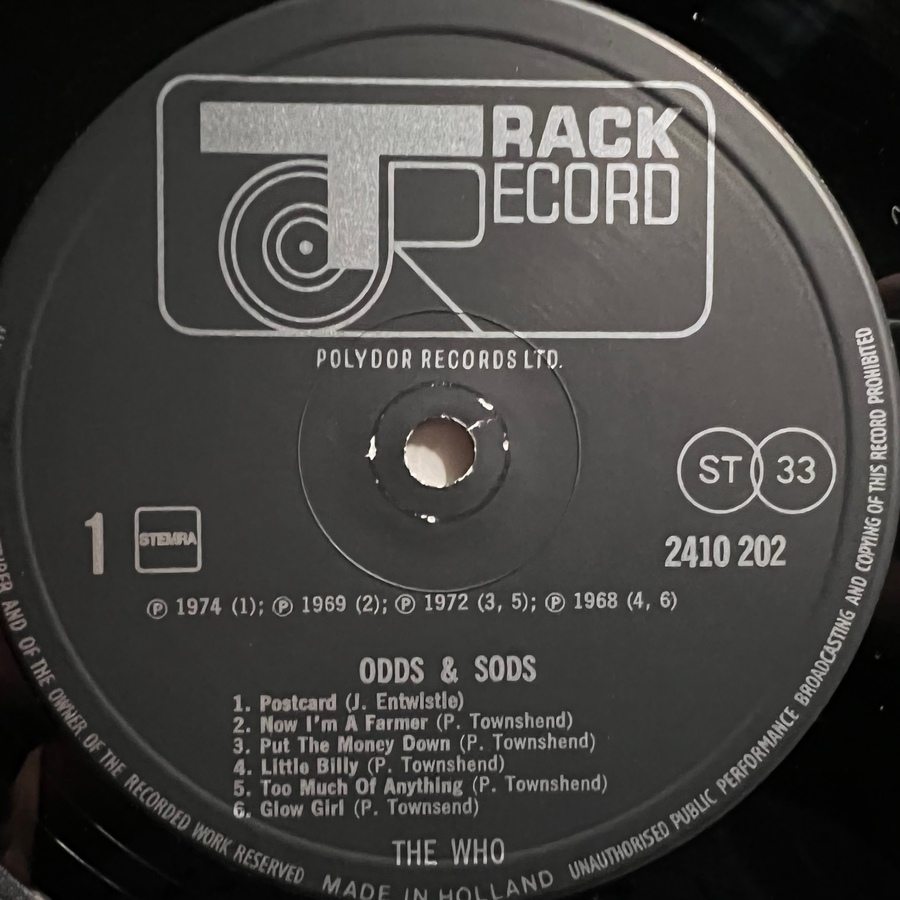 TRACK
RECORD
POLYDOR RECORDS LTD.
ST 33
1 STEMRA
2410 202
℗ 1974 (1); ℗ 1969 (2); ℗ 1972 (3, 5); ℗ 1968 (4, 6)
ODDS & SODS
1. Postcard (J. Entwistle)
2. Now I'm A Farmer (P. Townshend)
3. Put The Money Down (P. Townshend)
4. Little Billy (P. Townshend)
5. Too Much Of Anything (P. Townshend)
6. Glow Girl (P. Townsend)
THE WHO
AND OF THE OWNER OF THE RECORDED WORK RESERVED
UNAUTHORISED PUBLIC PERFORMANCE BROADCASTING AND COPYING OF THIS RECORD PROHIBITED
MADE IN HOLLAND